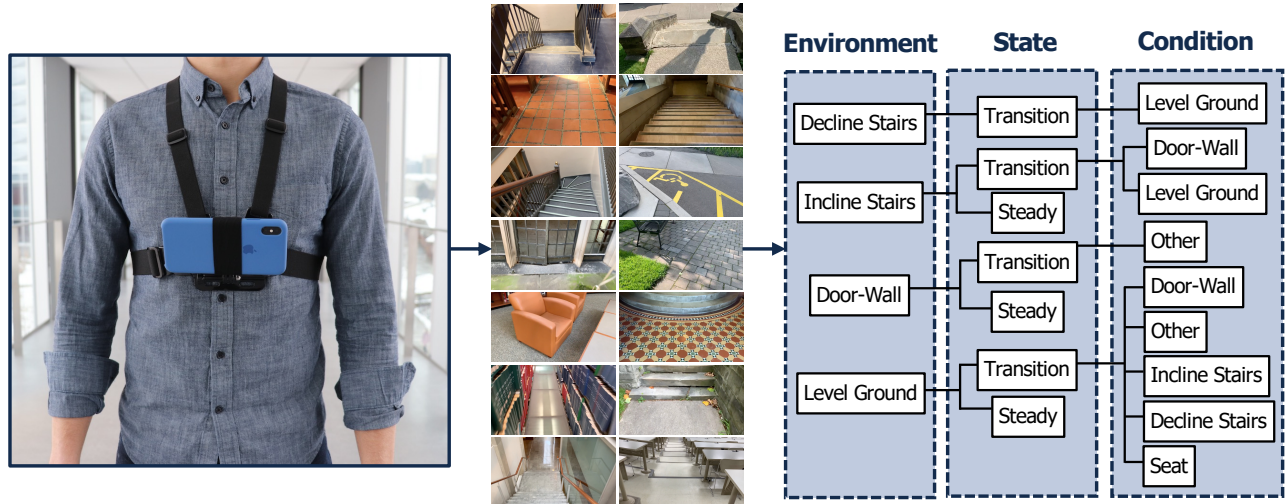 Environment
State
Condition
Decline Stairs
Transition
Level Ground
Incline Stairs
Transition
Door-Wall
Level Ground
Steady
Door-Wall
Transition
Other
Steady
Level Ground
Transition
Door-Wall
Other
Incline Stairs
Decline Stairs
Seat
Steady